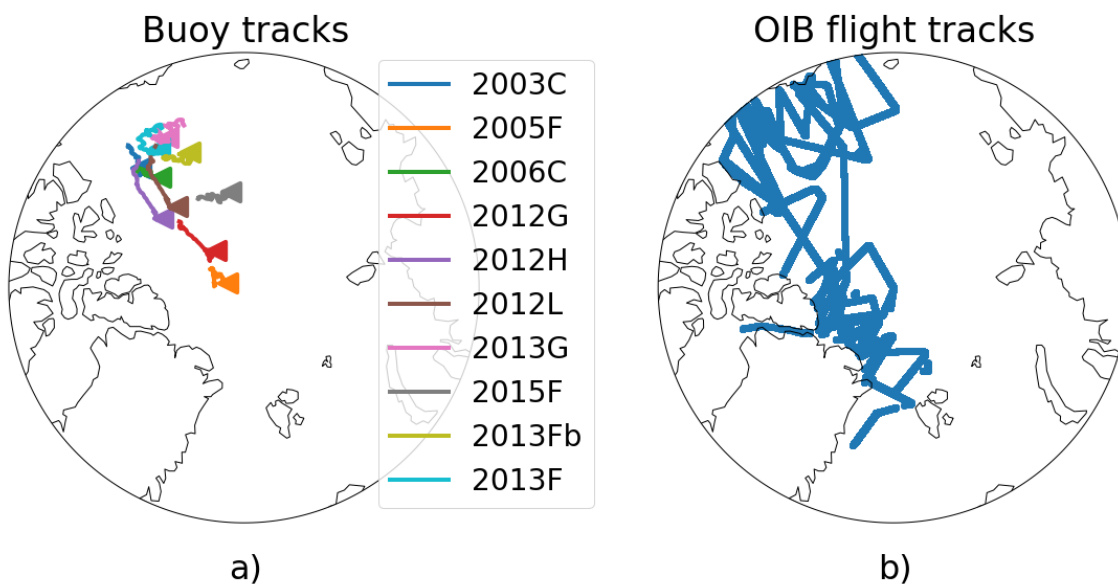 Buoy tracks
OIB flight tracks
2003C
2005F
2006C
2012G
2012H
2012L
2013G
2015F
2013Fb
2013F
a)
b)